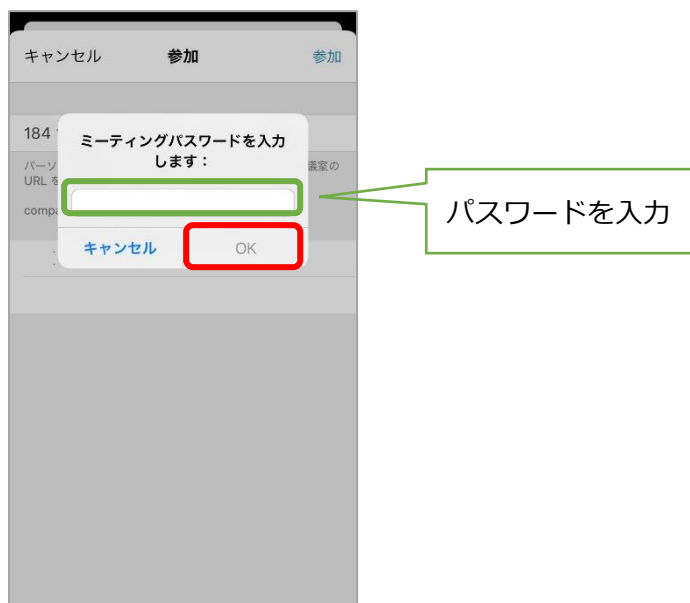 キャンセル 参加 参加
184
ミーティングパスワードを入力
します：
パーソ 議室の
URL を
compa
キャンセル OK
パスワードを入力